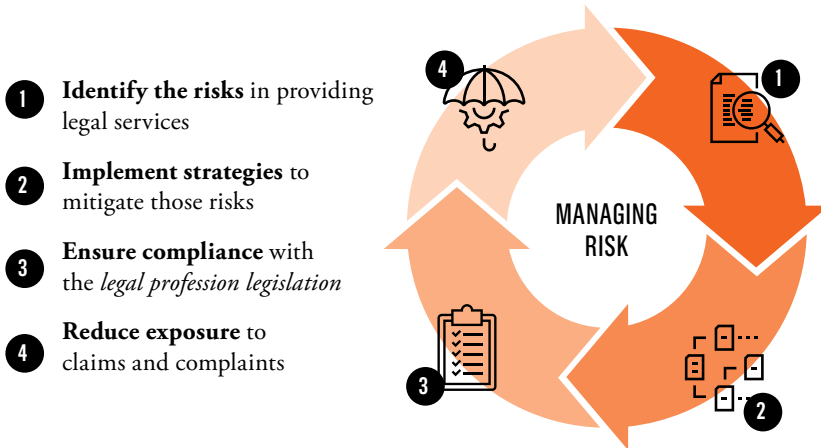 1 Identify the risks in providing
legal services
2 Implement strategies to
mitigate those risks
3 Ensure compliance with
the legal profession legislation
4 Reduce exposure to
claims and complaints
4
1
MANAGING
RISK
3
2